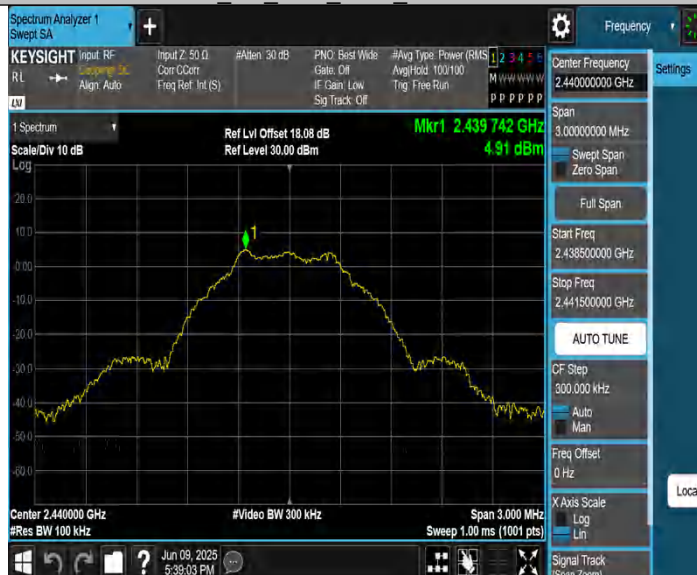 Spectrum Analyzer 1
Swept SA
Frequency
KEYSIGHT
Input: RF
Align: Auto
Input Z: 50 Ω
Corr CCorr
Freq Ref: Int (S)
#Atten: 30 dB
PNO: Best Wide
Gate: Off
IF Gain: Low
Sig Track: Off
#Avg Type: Power (RMS
Avg|Hold: 100/100
Trig: Free Run
1 2 3 4 5 6
M W W W W W
P P P P P P
RL
LXI
Center Frequency
2.440000000 GHz
Settings
Span
3.00000000 MHz
Swept Span
Zero Span
Full Span
Start Freq
2.438500000 GHz
Stop Freq
2.441500000 GHz
AUTO TUNE
CF Step
300.000 kHz
Auto
Man
Freq Offset
0 Hz
X Axis Scale
Log
Lin
Signal Track
(Span Zoom)
Loca
1 Spectrum
Scale/Div 10 dB
Log
Ref Lvl Offset 18.08 dB
Ref Level 30.00 dBm
Mkr1 2.439 742 GHz
4.91 dBm
1
20.0
10.0
0.00
-10.0
-20.0
-30.0
-40.0
-50.0
-60.0
Center 2.440000 GHz
#Res BW 100 kHz
#Video BW 300 kHz
Span 3.000 MHz
Sweep 1.00 ms (1001 pts)
?
Jun 09, 2025
5:39:03 PM